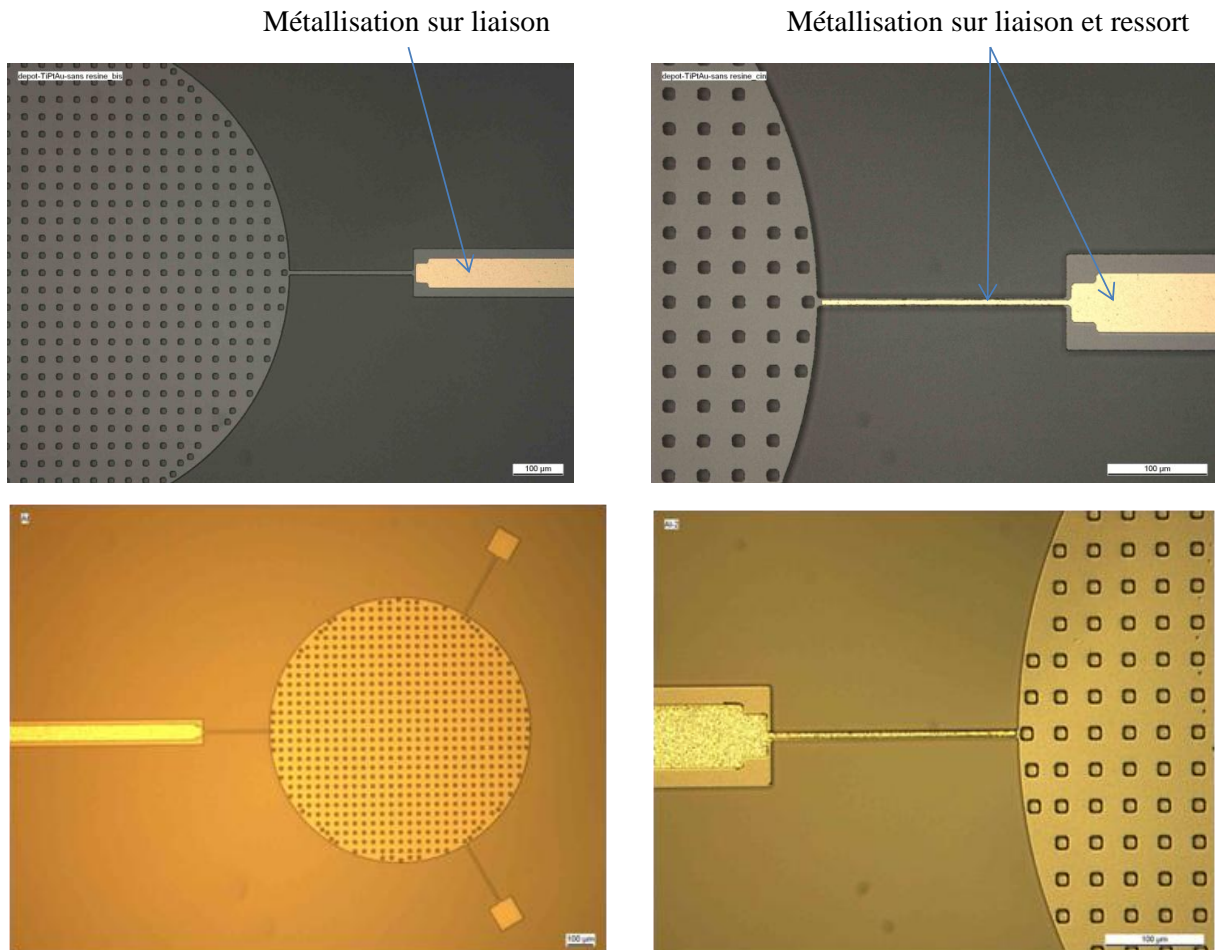 Métallisation sur liaison
Métallisation sur liaison et ressort
depot-TiPtAu-sans resine_bis
depot-TiPtAu-sans resine_cin
100 µm
100 µm
100 µm
100 µm